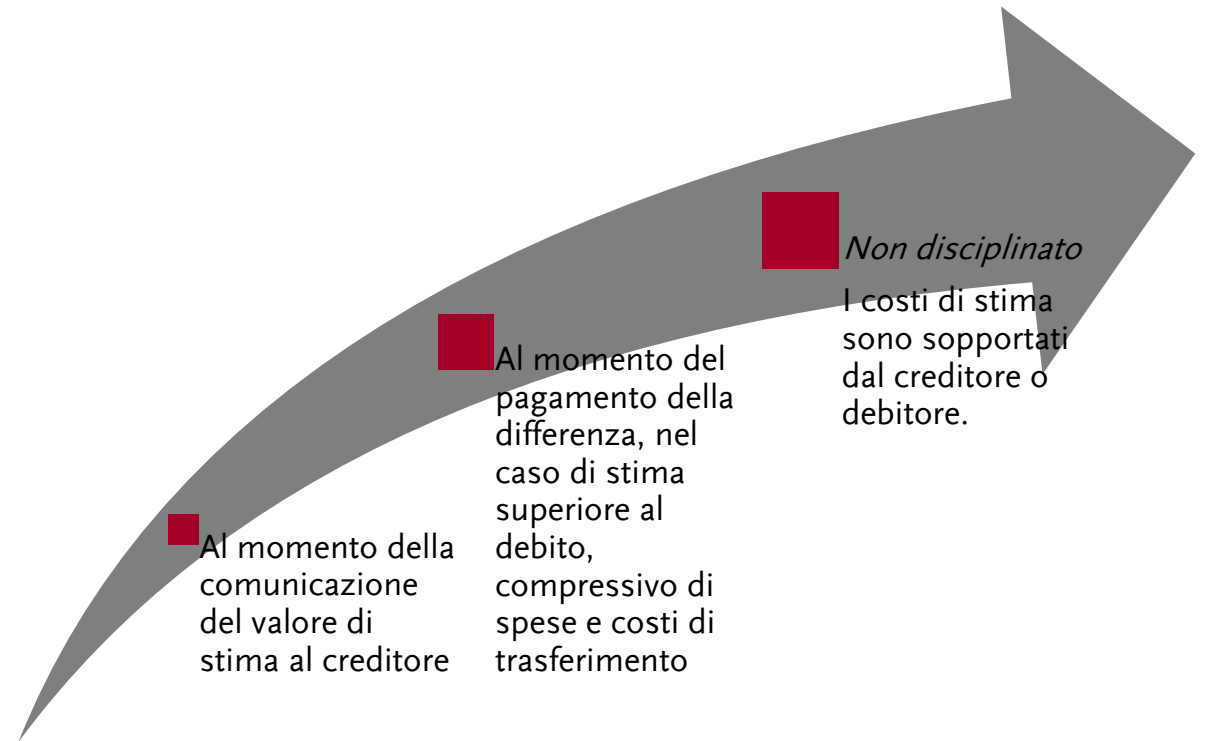 Al momento della
comunicazione
del valore di
stima al creditore
Al momento del
pagamento della
differenza, nel
caso di stima
superiore al
debito,
compressivo di
spese e costi di
trasferimento
Non disciplinato
I costi di stima
sono sopportati
dal creditore o
debitore.